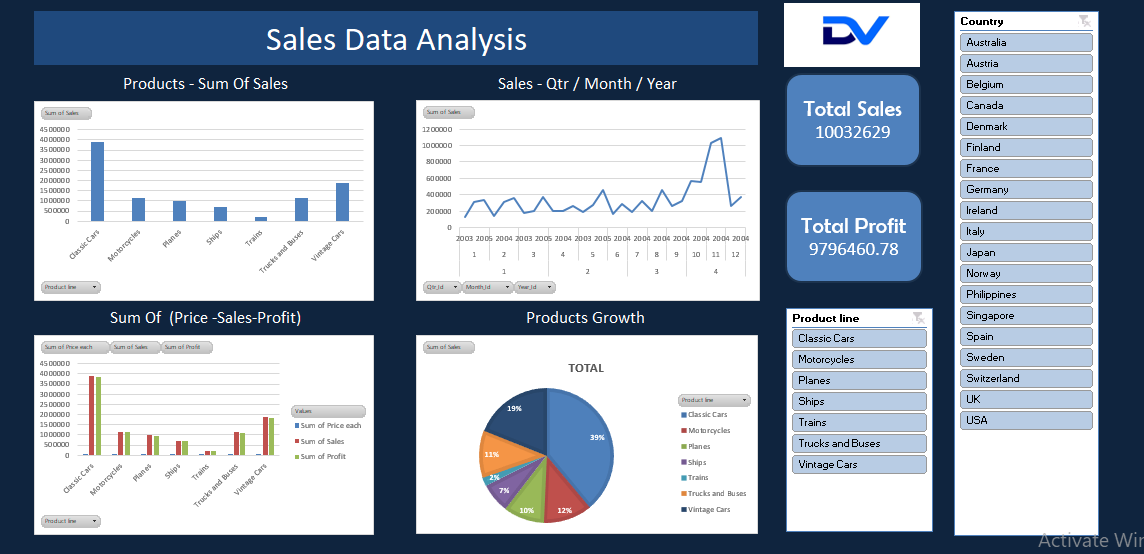 Sales Data Analysis
DV
Products - Sum Of Sales
Sum of Sales
4500000
4000000
3500000
3000000
2500000
2000000
1500000
1000000
500000
0
Classic Cars
Motorcycles
Planes
Ships
Trains
Trucks and Buses
Vintage Cars
Product line
Sales - Qtr / Month / Year
Sum of Sales
1200000
1000000
800000
600000
400000
200000
0
2003 2005 2004 2003 2005 2004 2003 2005 2004 2003 2005 2004 2003 2004 2003 2004
1 2 3 4 5 6 7 8 9 10 11 12
1 2 3 4
Qtr_Id Month_Id Year_Id
Total Sales
10032629
Total Profit
9796460.78
Sum Of (Price -Sales-Profit)
Sum of Price each Sum of Sales Sum of Profit
4500000
4000000
3500000
3000000
2500000
2000000
1500000
1000000
500000
0
Classic Cars
Motorcycles
Planes
Ships
Trains
Trucks and Buses
Vintage Cars
Values
Sum of Price each
Sum of Sales
Sum of Profit
Product line
Products Growth
Sum of Sales
TOTAL
39%
12%
10%
7%
2%
11%
19%
Product line
Classic Cars
Motorcycles
Planes
Ships
Trains
Trucks and Buses
Vintage Cars
Product line
Classic Cars
Motorcycles
Planes
Ships
Trains
Trucks and Buses
Vintage Cars
Country
Australia
Austria
Belgium
Canada
Denmark
Finland
France
Germany
Ireland
Italy
Japan
Norway
Philippines
Singapore
Spain
Sweden
Switzerland
UK
USA
Activate Wir